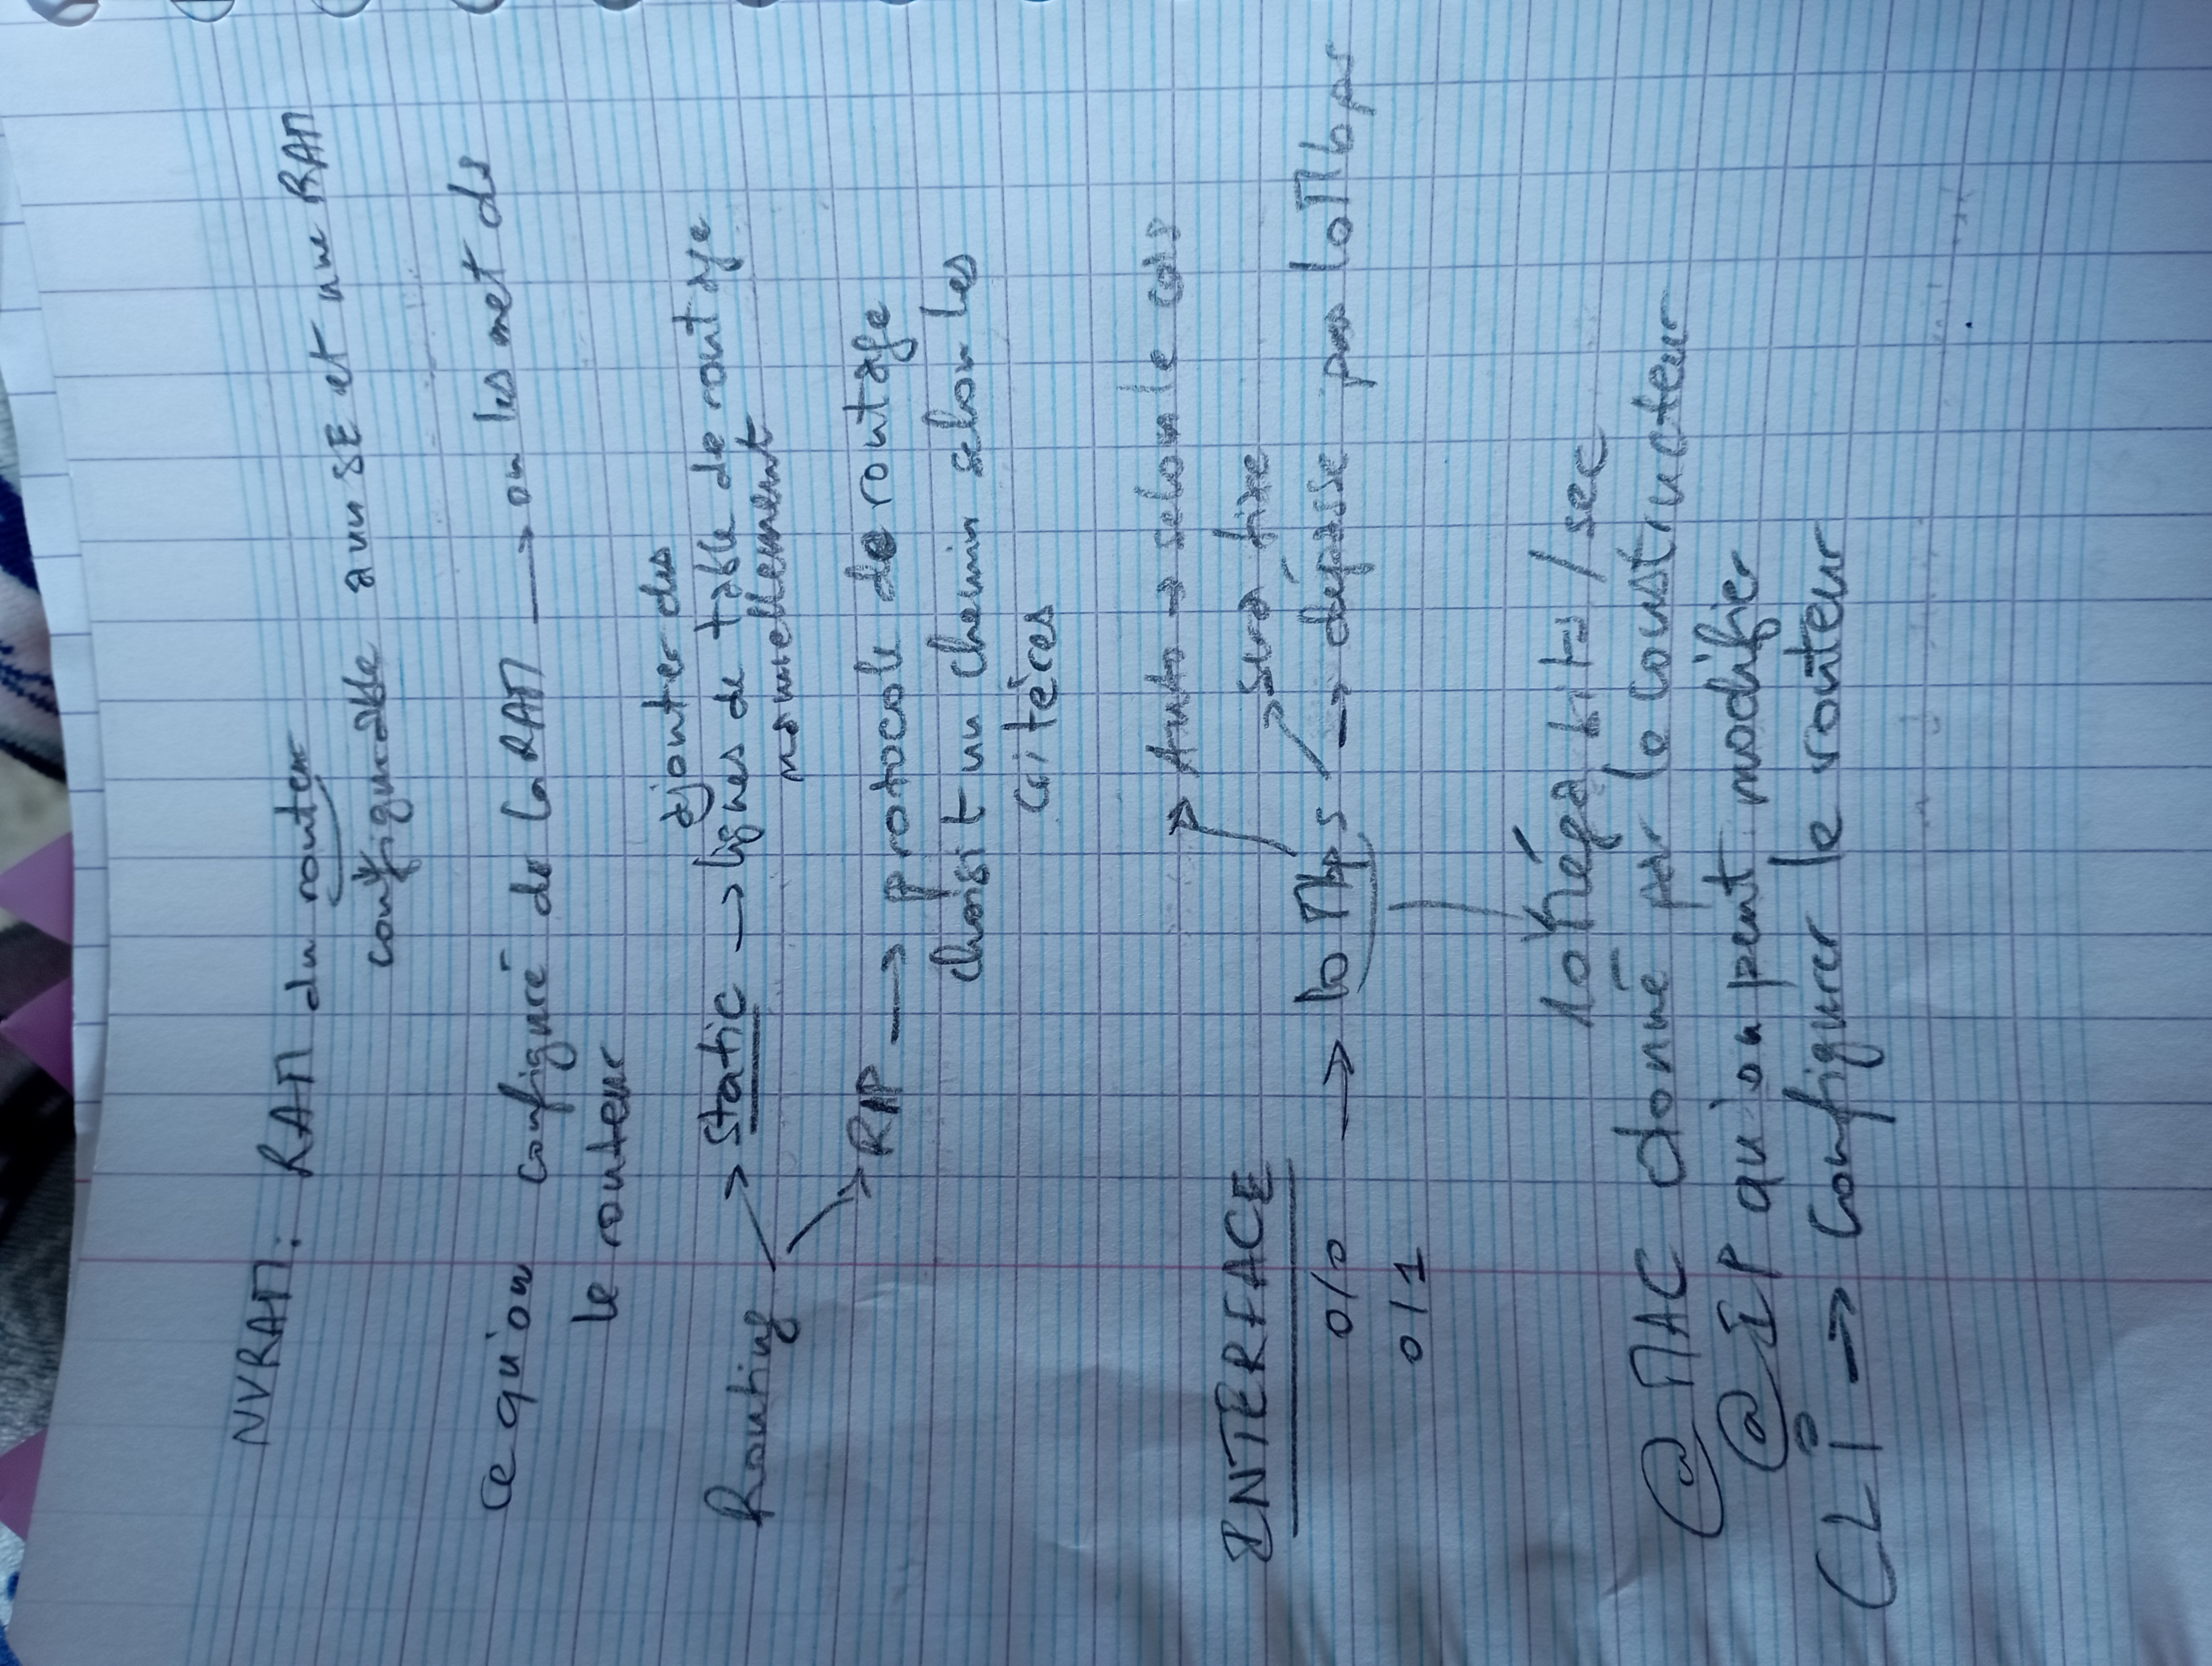 NVRAM: RAM du routeur
configurable a un SE et une RAM
ce qu'on configuré ds la RAM → on les met ds
le routeur
ajouter des
Routing → static → lignes de table de routage
manuellement
→ RIP → protocole de routage
choisit un chemin selon les
critères
→ Auto → selon le cas
INTERFACE → sera fixe
0/0 → 10 Mbps → dépasse pas 10Mbps
0/1
10 Méga bits / sec
@ MAC donné par le constructeur
@ IP qu'on peut modifier
CLI → configurer le routeur